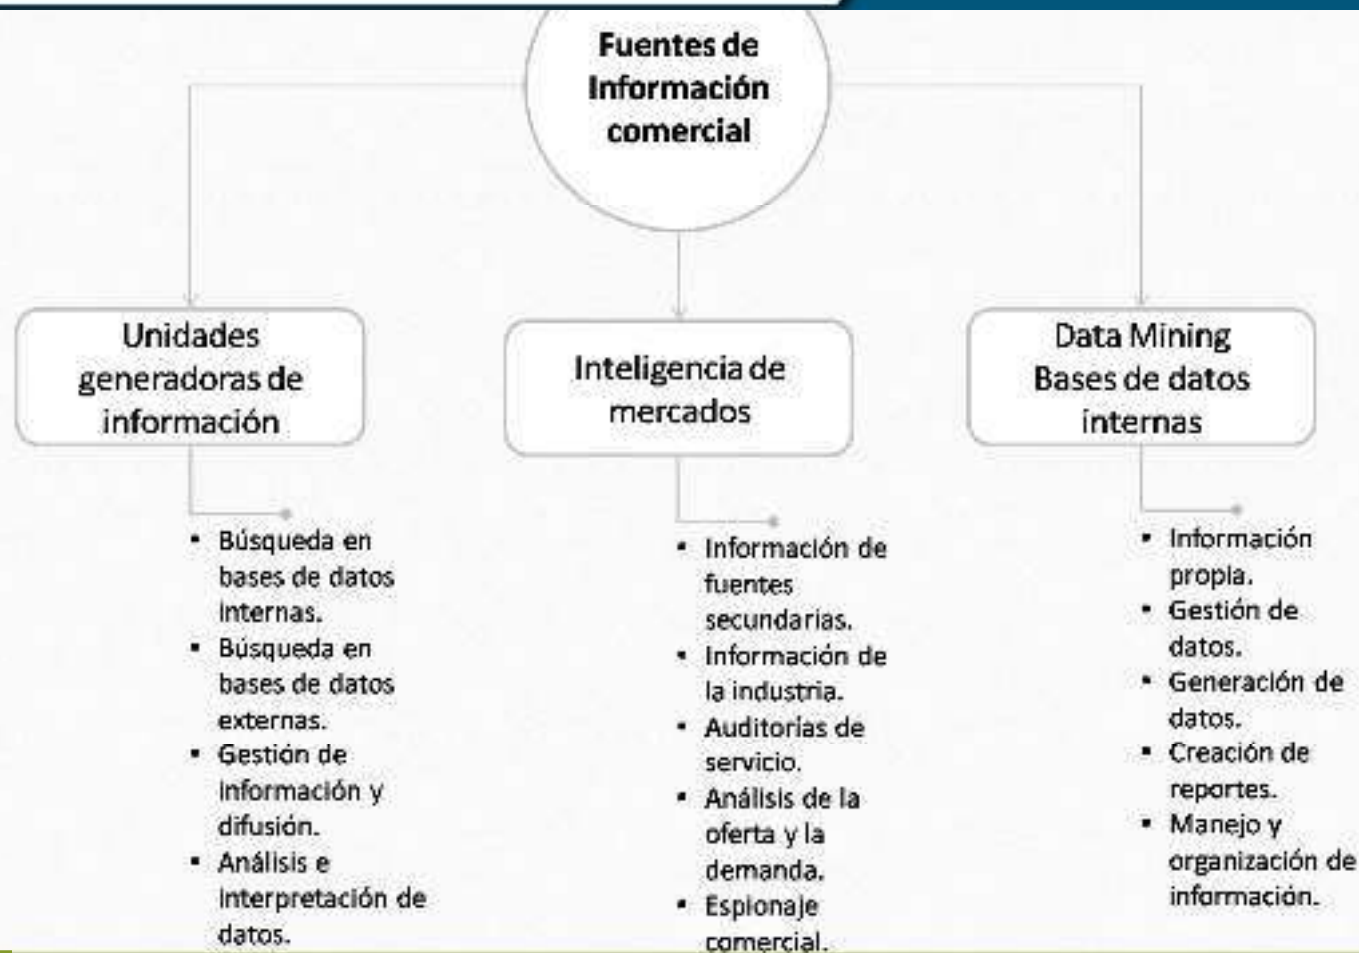 Fuentes de
Información
comercial
Unidades
generadoras de
información
▪ Búsqueda en
bases de datos
internas.
▪ Búsqueda en
bases de datos
externas.
▪ Gestión de
información y
difusión.
▪ Análisis e
interpretación de
datos.
Inteligencia de
mercados
▪ Información de
fuentes
secundarias.
▪ Información de
la industria.
▪ Auditorias de
servicio.
▪ Análisis de la
oferta y la
demanda.
▪ Espionaje
comercial.
Data Mining
Bases de datos
internas
▪ Información
propia.
▪ Gestión de
datos.
▪ Generación de
datos.
▪ Creación de
reportes.
▪ Manejo y
organización de
información.